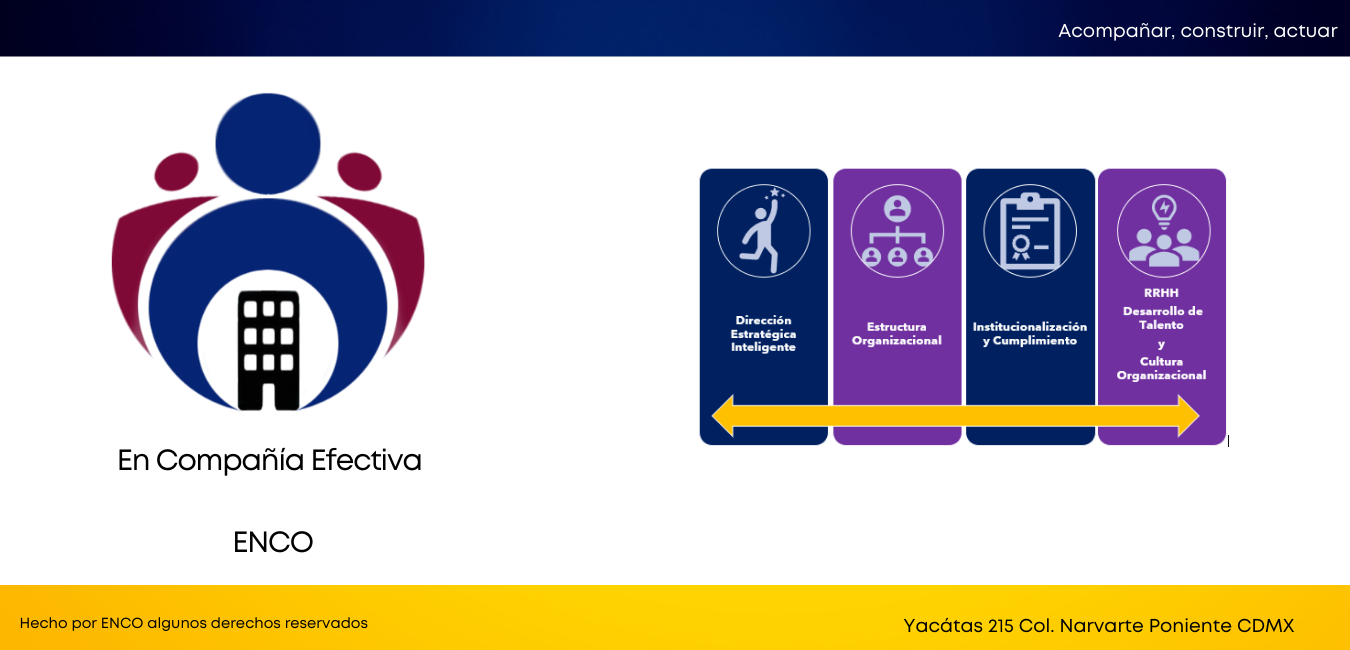 Acompañar, construir, actuar
En Compañía Efectiva
ENCO
Dirección
Estratégica
Inteligente
Estructura
Organizacional
Institucionalización
y Cumplimiento
RRHH
Desarrollo de
Talento
y
Cultura
Organizacional
Hecho por ENCO algunos derechos reservados
Yacátas 215 Col. Narvarte Poniente CDMX